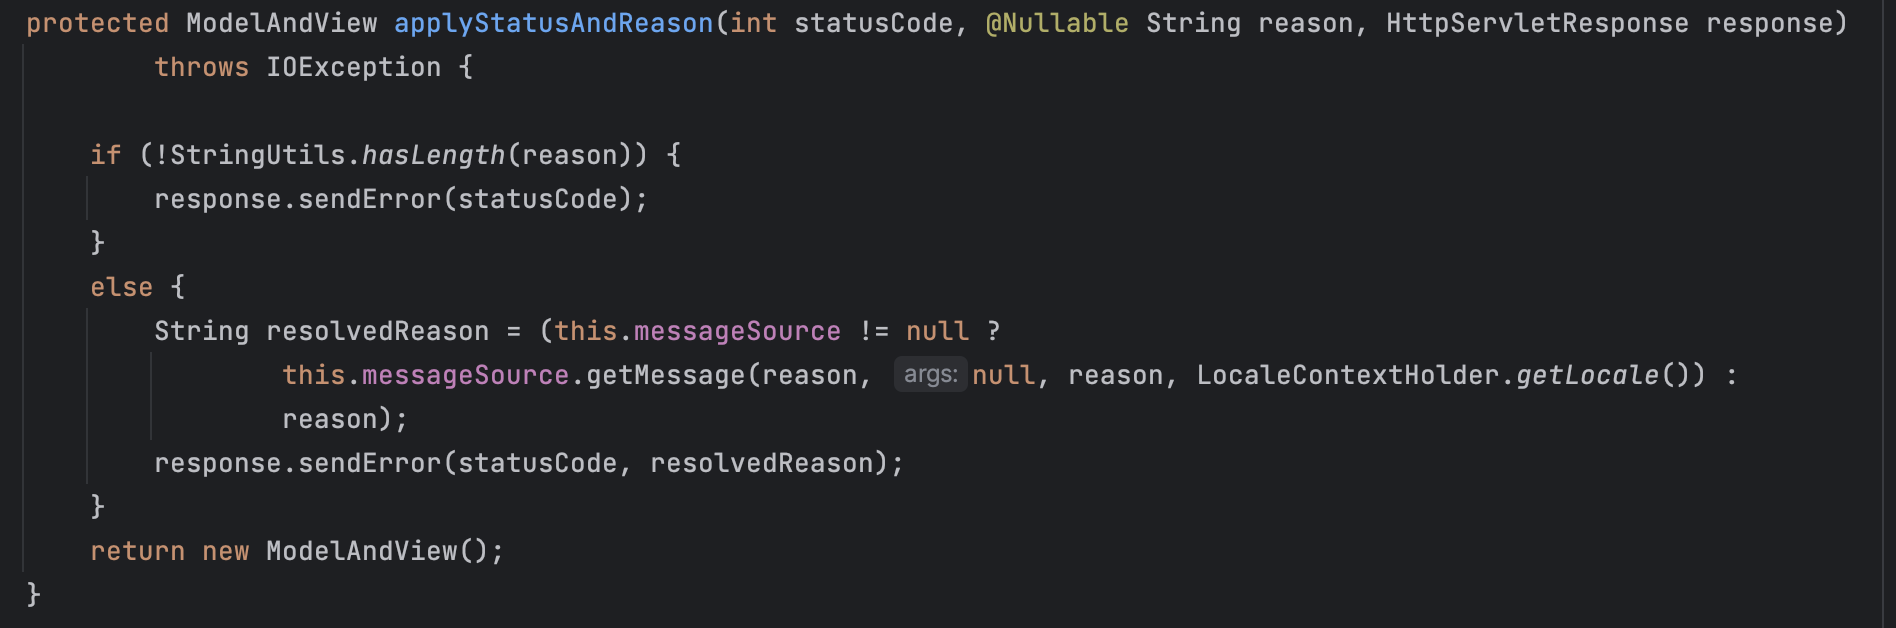 protected ModelAndView applyStatusAndReason(int statusCode, @Nullable String reason, HttpServletResponse response)
        throws IOException {

    if (!StringUtils.hasLength(reason)) {
        response.sendError(statusCode);
    }
    else {
        String resolvedReason = (this.messageSource != null ?
                this.messageSource.getMessage(reason, args: null, reason, LocaleContextHolder.getLocale()) :
                reason);
        response.sendError(statusCode, resolvedReason);
    }
    return new ModelAndView();
}